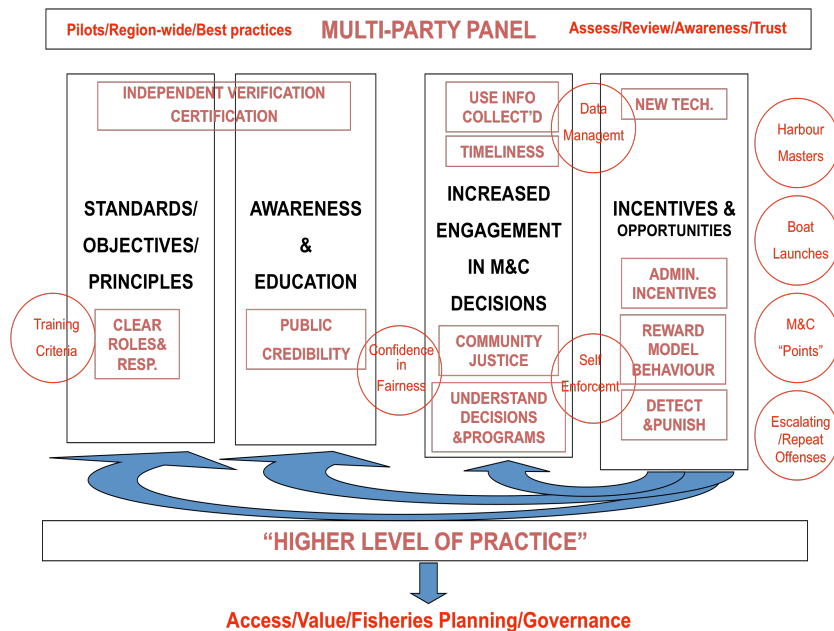 Pilots/Region-wide/Best practices MULTI-PARTY PANEL Assess/Review/Awareness/Trust
INDEPENDENT VERIFICATION
CERTIFICATION
STANDARDS/
OBJECTIVES/
PRINCIPLES
Training
Criteria
CLEAR
ROLES&
RESP.
AWARENESS
&
EDUCATION
PUBLIC
CREDIBILITY
Confidence
in
Fairness
USE INFO
COLLECT'D
TIMELINESS
Data
Managemt
INCREASED
ENGAGEMENT
IN M&C
DECISIONS
COMMUNITY
JUSTICE
UNDERSTAND
DECISIONS
&PROGRAMS
Self
Enforcemt
NEW TECH.
INCENTIVES &
OPPORTUNITIES
ADMIN.
INCENTIVES
REWARD
MODEL
BEHAVIOUR
DETECT
&PUNISH
Harbour
Masters
Boat
Launches
M&C
“Points”
Escalating
/Repeat
Offenses
“HIGHER LEVEL OF PRACTICE”
Access/Value/Fisheries Planning/Governance